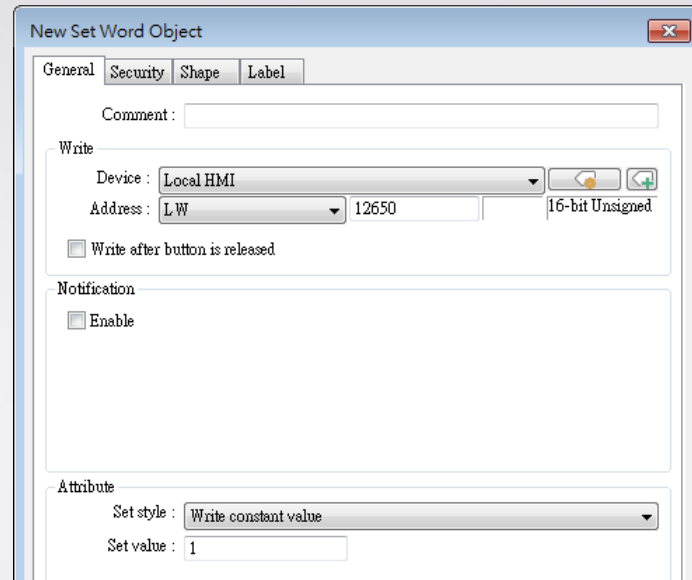 New Set Word Object
General Security Shape Label
Comment :
Write
Device : Local HMI
Address : LW 12650 16-bit Unsigned
Write after button is released
Notification
Enable
Attribute
Set style : Write constant value
Set value : 1